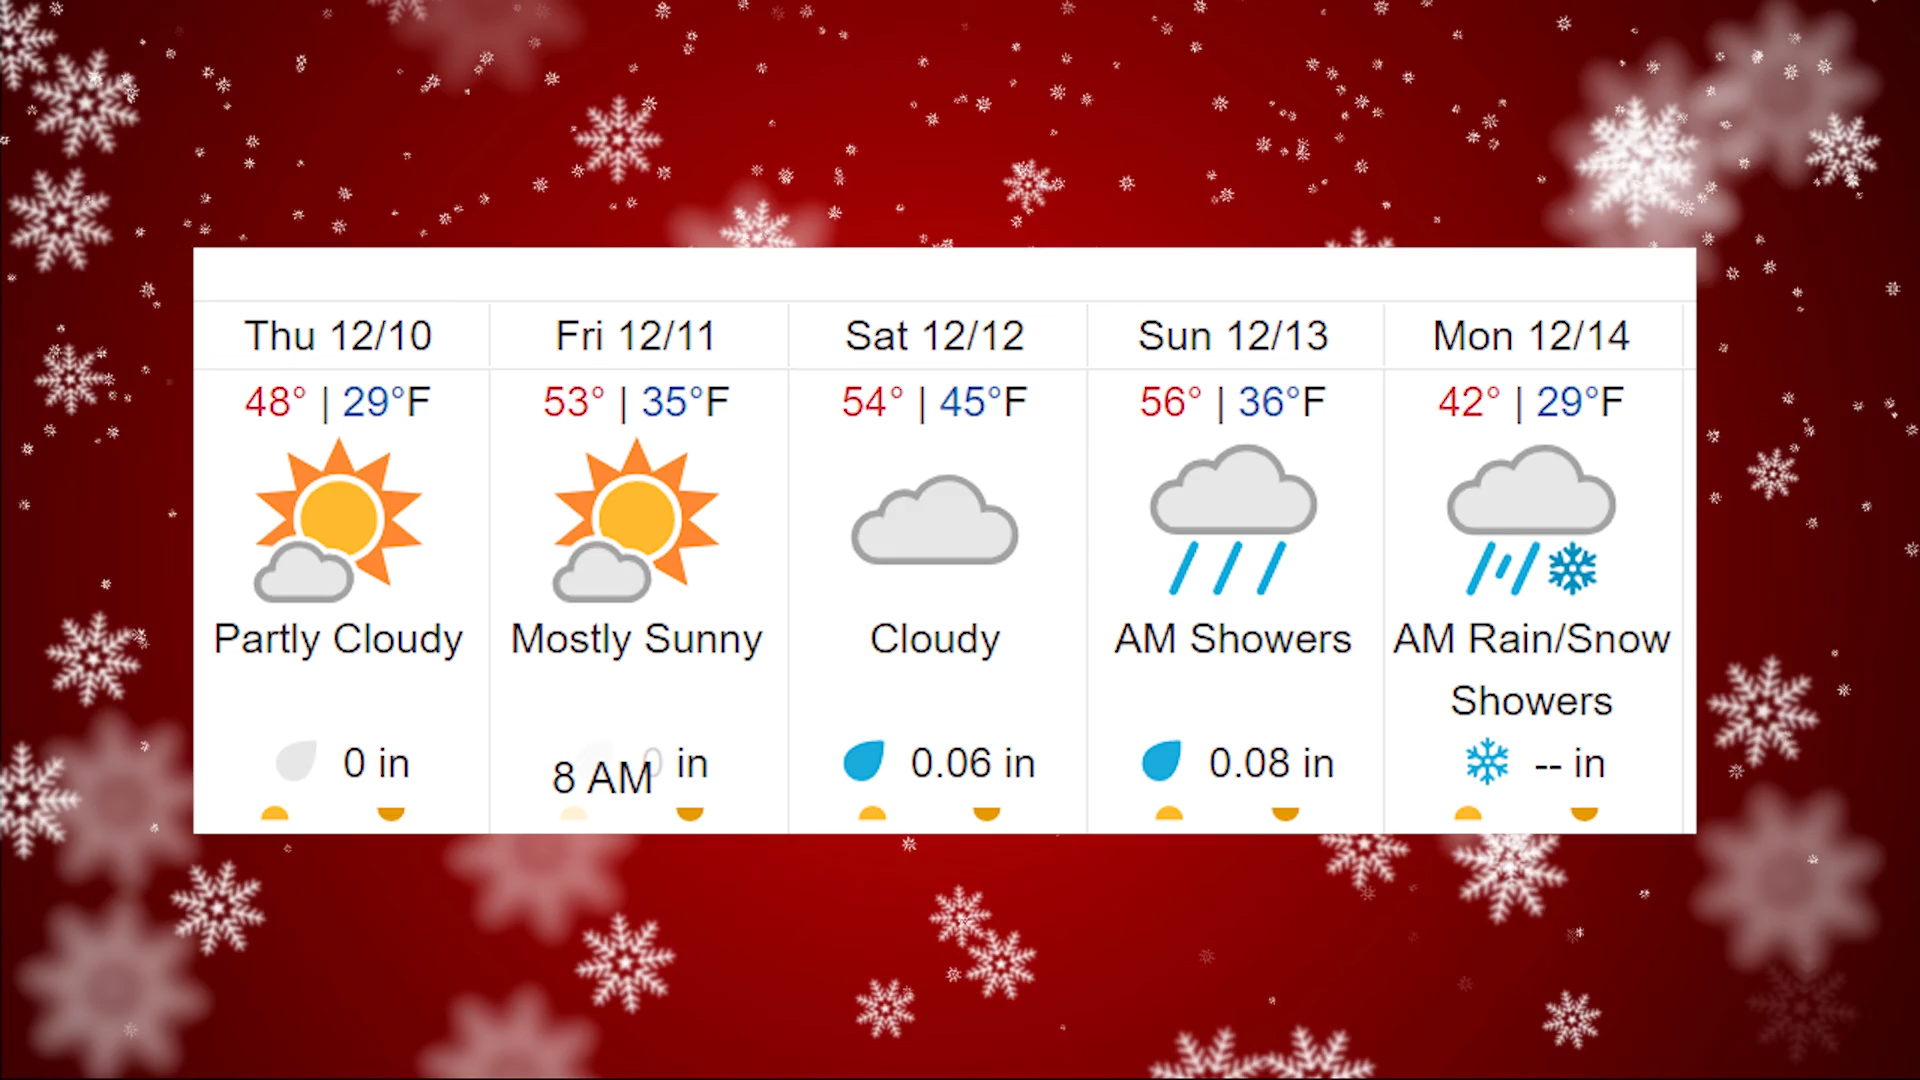 Thu 12/10 Fri 12/11 Sat 12/12 Sun 12/13 Mon 12/14
48° | 29°F 53° | 35°F 54° | 45°F 56° | 36°F 42° | 29°F
Partly Cloudy Mostly Sunny Cloudy AM Showers AM Rain/Snow
Showers
0 in 0 in 0.06 in 0.08 in -- in
8 AM